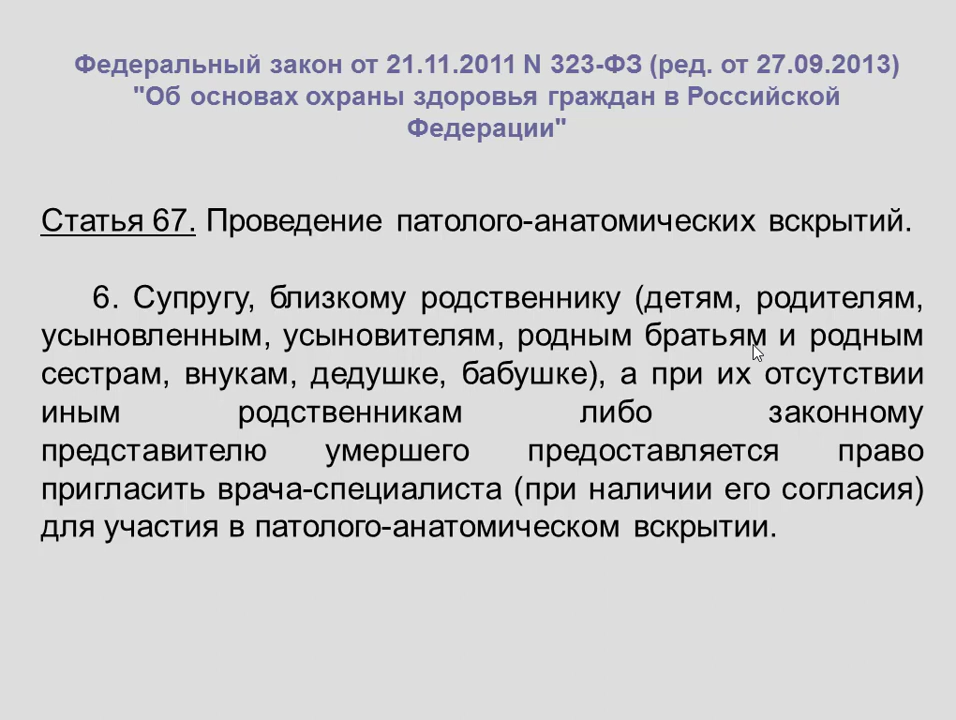 Федеральный закон от 21.11.2011 N 323-ФЗ (ред. от 27.09.2013)
"Об основах охраны здоровья граждан в Российской
Федерации"
Статья 67. Проведение патолого-анатомических вскрытий.
6. Супругу, близкому родственнику (детям, родителям,
усыновленным, усыновителям, родным братьям и родным
сестрам, внукам, дедушке, бабушке), а при их отсутствии
иным родственникам либо законному
представителю умершего предоставляется право
пригласить врача-специалиста (при наличии его согласия)
для участия в патолого-анатомическом вскрытии.